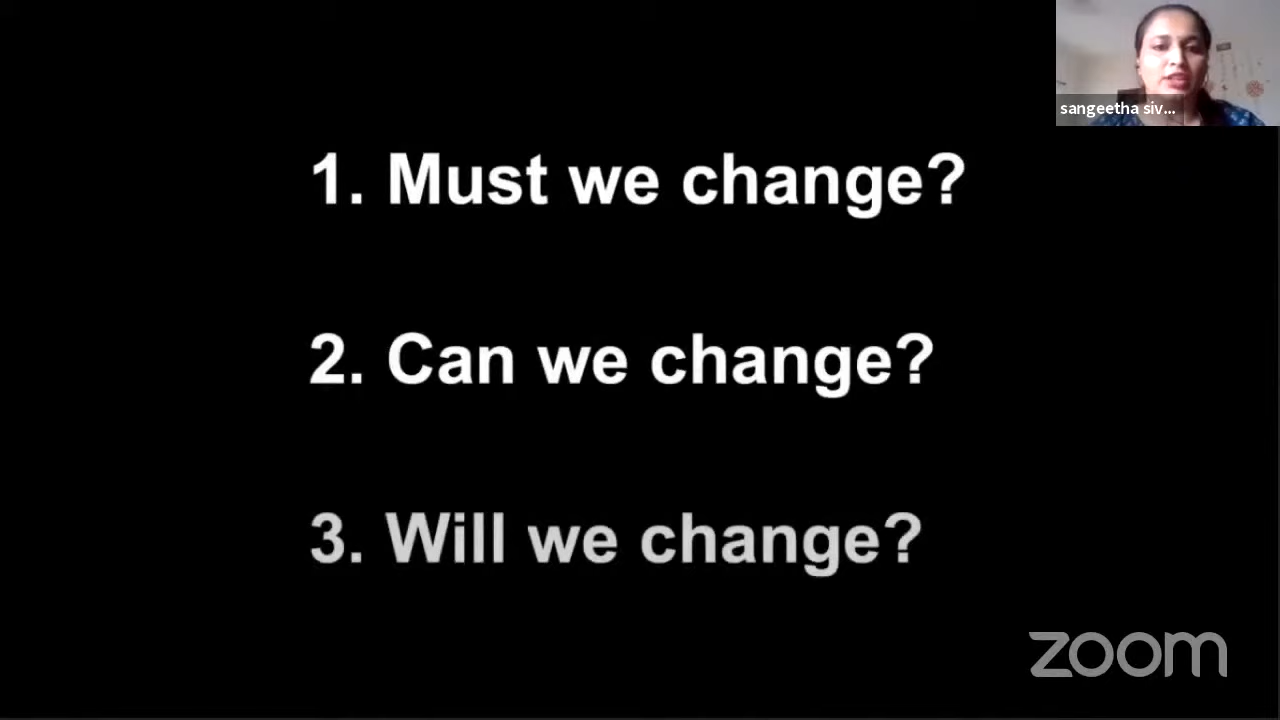 sangeetha siv...
1. Must we change?
2. Can we change?
3. Will we change?
zoom